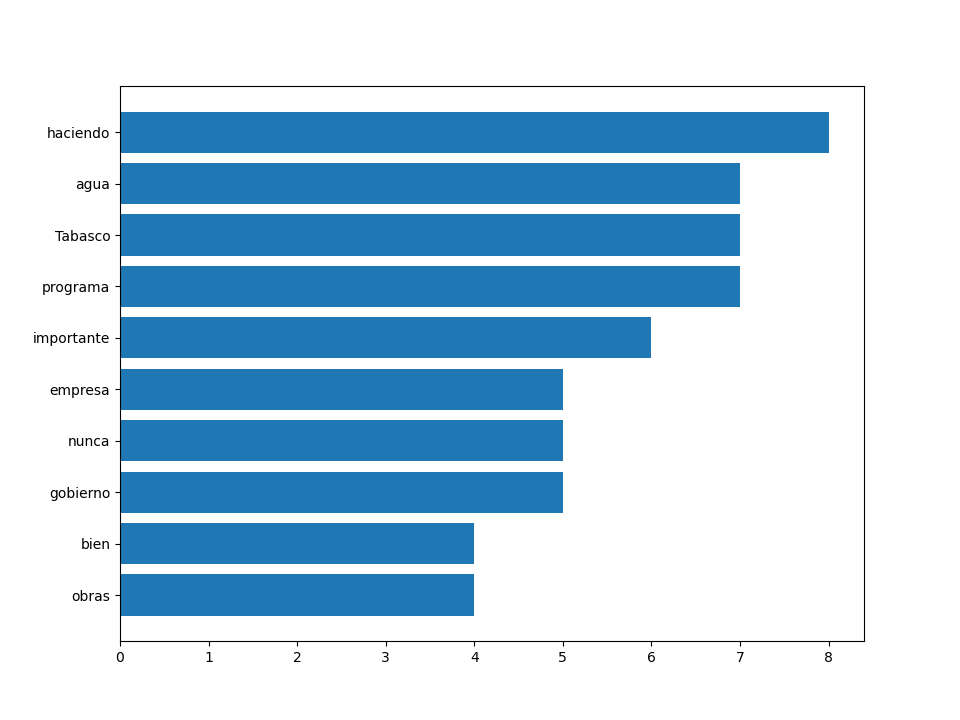 haciendo
agua
Tabasco
programa
importante
empresa
nunca
gobierno
bien
obras
0 1 2 3 4 5 6 7 8